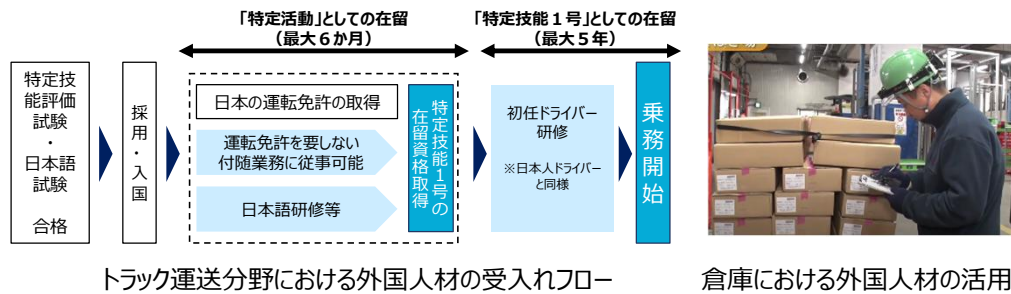 「特定活動」としての在留
（最大６か月）
「特定技能１号」としての在留
（最大５年）
特定技
能評価
試験
・
日本語
試験
合格
採用・入国
日本の運転免許の取得
運転免許を要しない
付随業務に従事可能
日本語研修等
特定技能１号の
在留資格取得
初任ドライバー
研修
※日本人ドライバー
と同様
乗務開始
トラック運送分野における外国人材の受入れフロー
倉庫における外国人材の活用